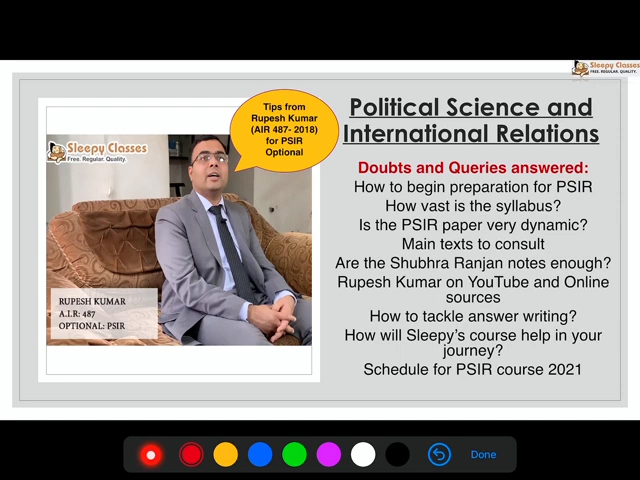 Sleepy Classes
FREE. REGULAR. QUALITY.
Tips from
Rupesh Kumar
(AIR 487- 2018)
for PSIR
Optional
Sleepy Classes
Free. Regular. Quality.
RUPESH KUMAR
A.I.R: 487
OPTIONAL: PSIR
Political Science and
International Relations
Doubts and Queries answered:
How to begin preparation for PSIR
How vast is the syllabus?
Is the PSIR paper very dynamic?
Main texts to consult
Are the Shubhra Ranjan notes enough?
Rupesh Kumar on YouTube and Online
sources
How to tackle answer writing?
How will Sleepy's course help in your
journey?
Schedule for PSIR course 2021
Done